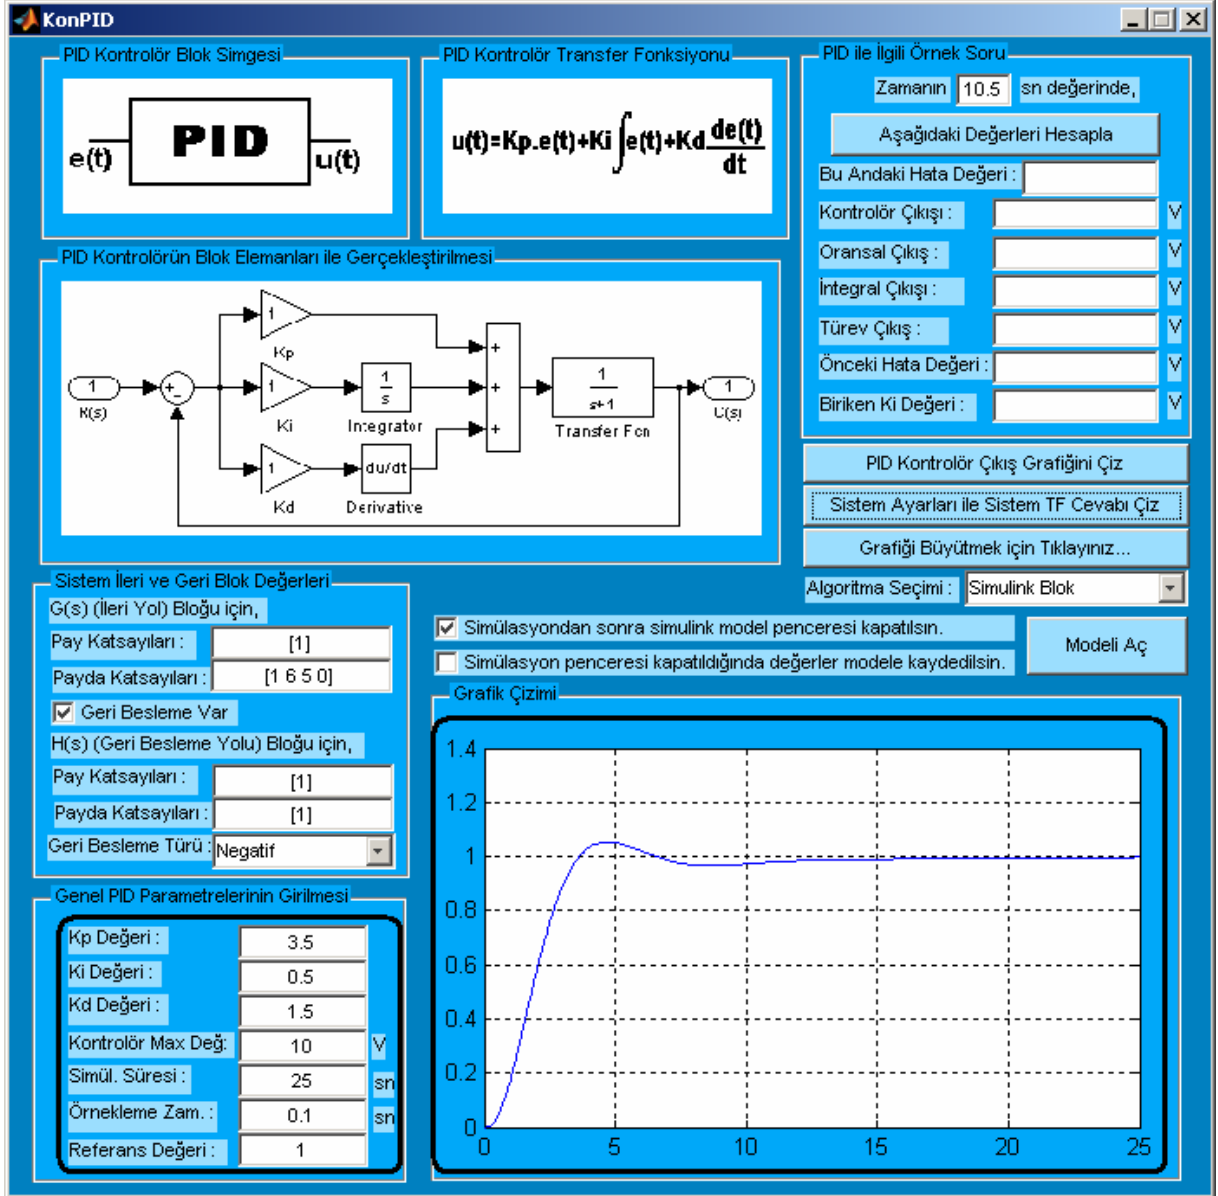 KonPID
PID Kontrolör Blok Simgesi
e(t)
PID
u(t)
PID Kontrolör Transfer Fonksiyonu
u(t)=Kp.e(t)+Ki∫e(t)+Kd de(t)/dt
PID ile İlgili Örnek Soru
Zamanın 10.5 sn değerinde,
Aşağıdaki Değerleri Hesapla
Bu Andaki Hata Değeri :
Kontrolör Çıkışı : V
Oransal Çıkış : V
İntegral Çıkışı : V
Türev Çıkış : V
Önceki Hata Değeri : V
Biriken Ki Değeri : V
PID Kontrolörün Blok Elemanları ile Gerçekleştirilmesi
1
R(s)
+
-
1
Kp
1
Ki
1
Kd
1
s
Integrator
du/dt
Derivative
+
+
+
1
s+1
Transfer Fcn
1
C(s)
PID Kontrolör Çıkış Grafiğini Çiz
Sistem Ayarları ile Sistem TF Cevabı Çiz
Grafiği Büyütmek için Tıklayınız...
Algoritma Seçimi : Simulink Blok
Sistem İleri ve Geri Blok Değerleri
G(s) (İleri Yol) Bloğu için,
Pay Katsayıları : [1]
Payda Katsayıları : [1 6 5 0]
Geri Besleme Var
H(s) (Geri Besleme Yolu) Bloğu için,
Pay Katsayıları : [1]
Payda Katsayıları : [1]
Geri Besleme Türü : Negatif
Simülasyondan sonra simulink model penceresi kapatılsın.
Simülasyon penceresi kapatıldığında değerler modele kaydedilsin.
Modeli Aç
Genel PID Parametrelerinin Girilmesi
Kp Değeri : 3.5
Ki Değeri : 0.5
Kd Değeri : 1.5
Kontrolör Max Değ: 10 V
Simül. Süresi : 25 sn
Örnekleme Zam. : 0.1 sn
Referans Değeri : 1
Grafik Çizimi
1.4
1.2
1
0.8
0.6
0.4
0.2
0
0 5 10 15 20 25